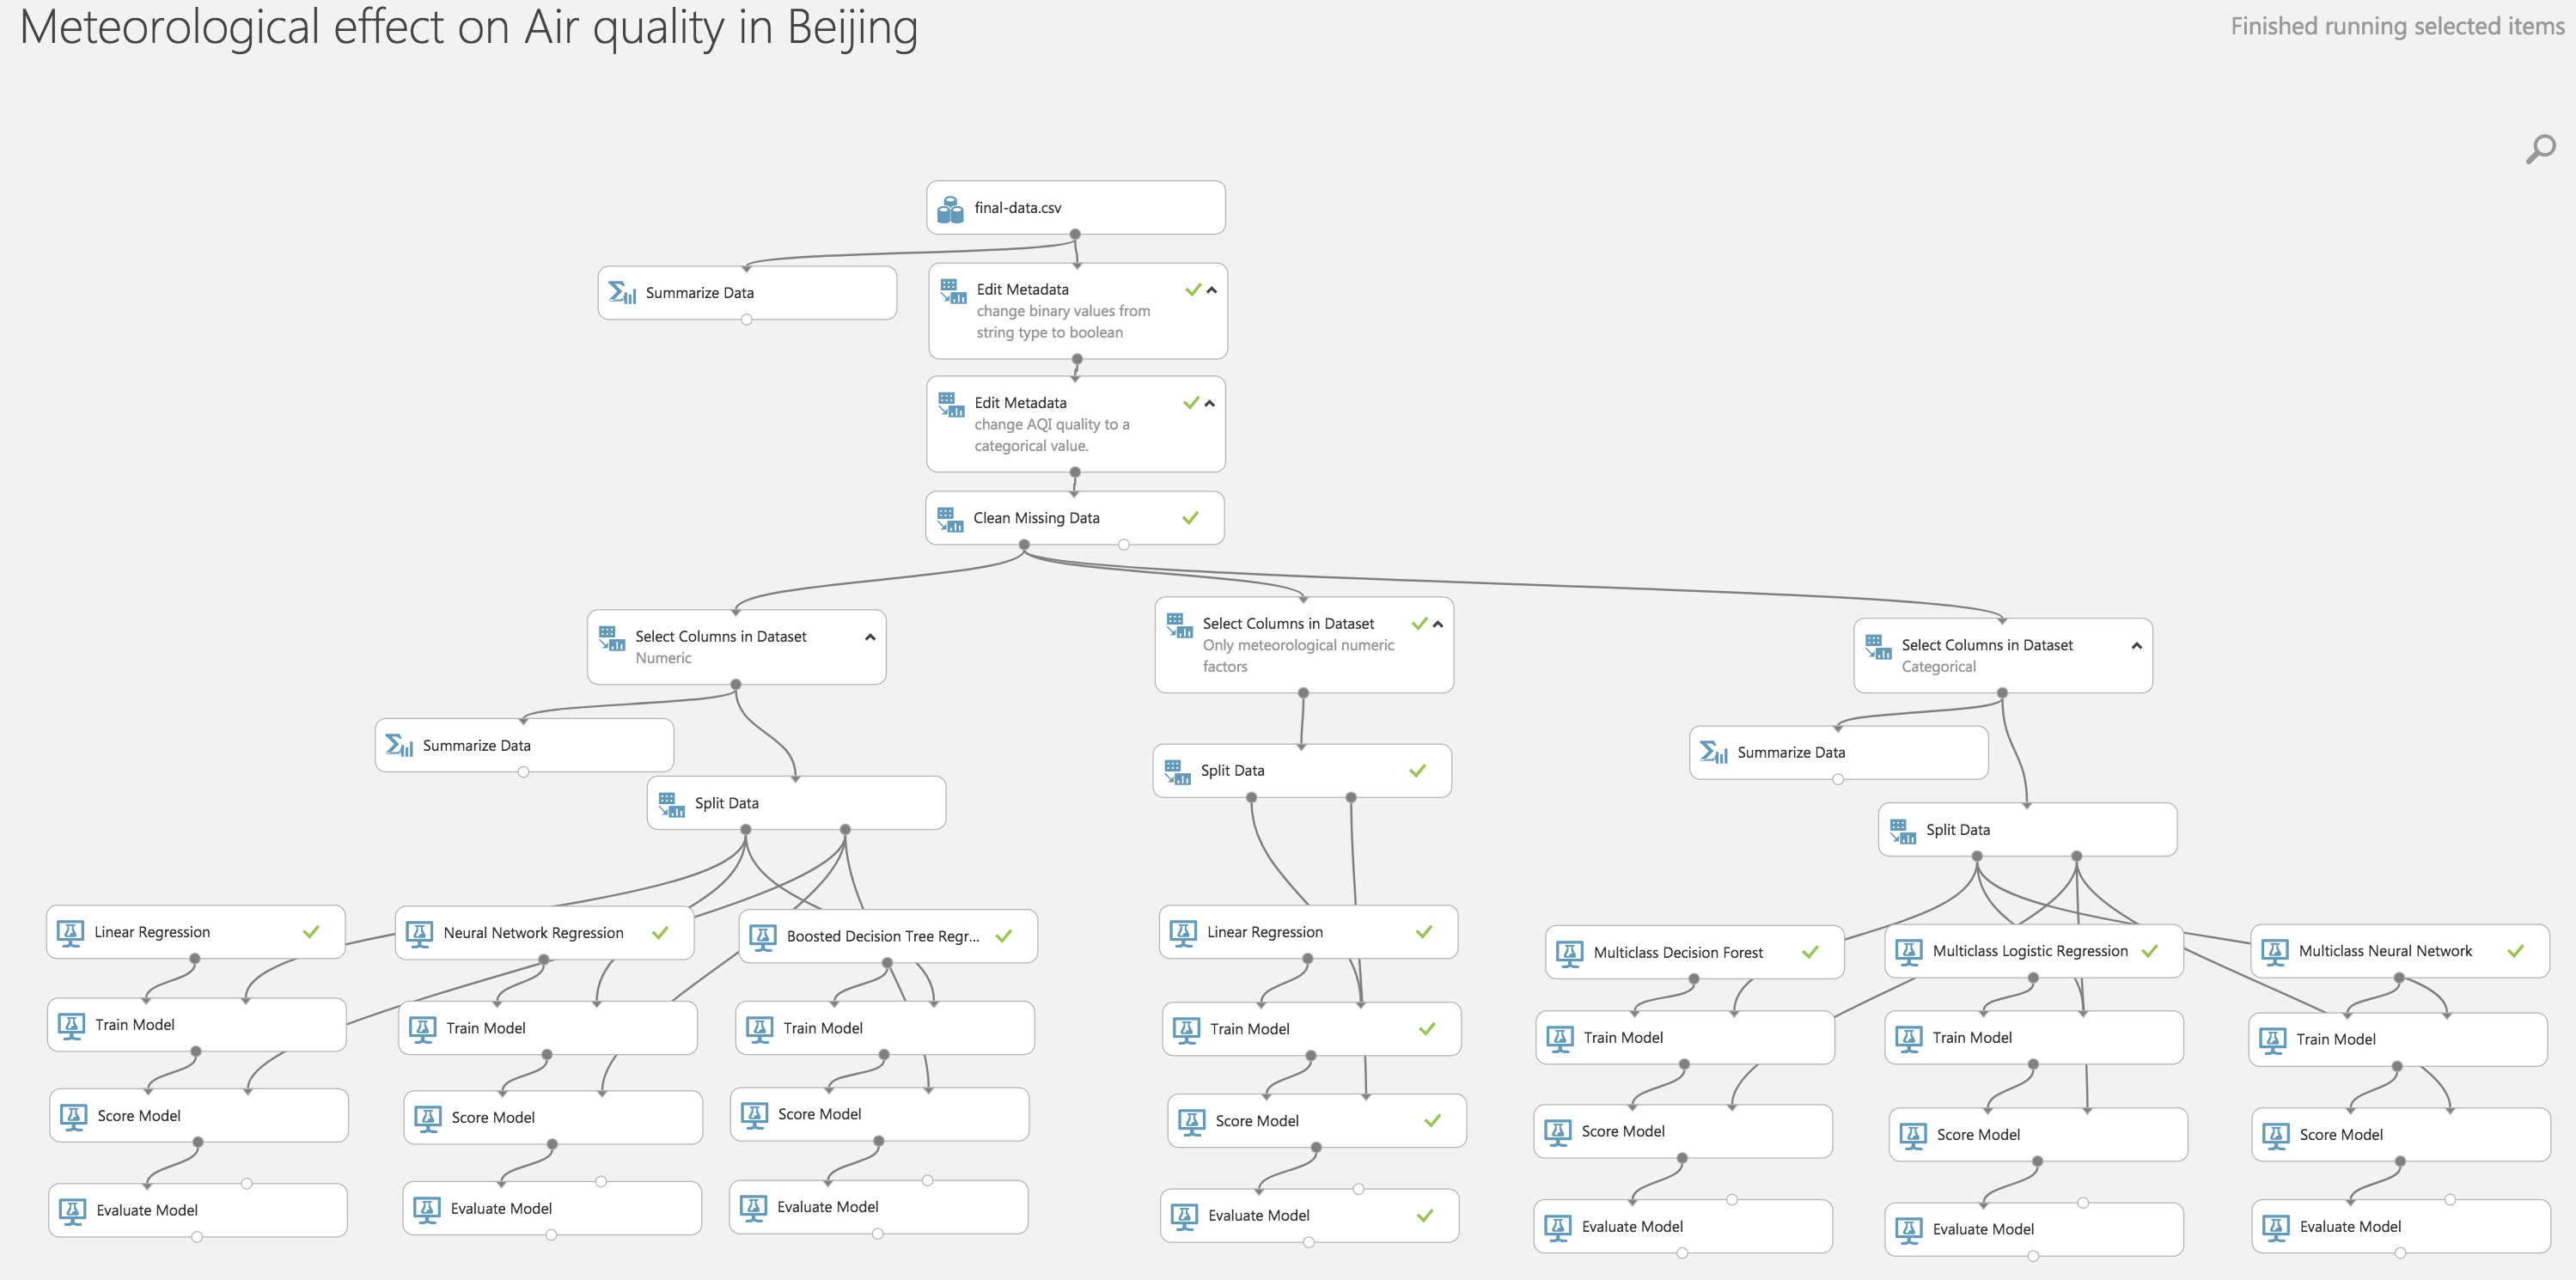 Meteorological effect on Air quality in Beijing
Finished running selected items
final-data.csv
Summarize Data
Edit Metadata
change binary values from
string type to boolean
Edit Metadata
change AQI quality to a
categorical value.
Clean Missing Data
Select Columns in Dataset
Numeric
Select Columns in Dataset
Only meteorological numeric
factors
Select Columns in Dataset
Categorical
Summarize Data
Split Data
Split Data
Summarize Data
Split Data
Linear Regression
Neural Network Regression
Boosted Decision Tree Regr...
Linear Regression
Multiclass Decision Forest
Multiclass Logistic Regression
Multiclass Neural Network
Train Model
Train Model
Train Model
Train Model
Train Model
Train Model
Train Model
Score Model
Score Model
Score Model
Score Model
Score Model
Score Model
Score Model
Evaluate Model
Evaluate Model
Evaluate Model
Evaluate Model
Evaluate Model
Evaluate Model
Evaluate Model